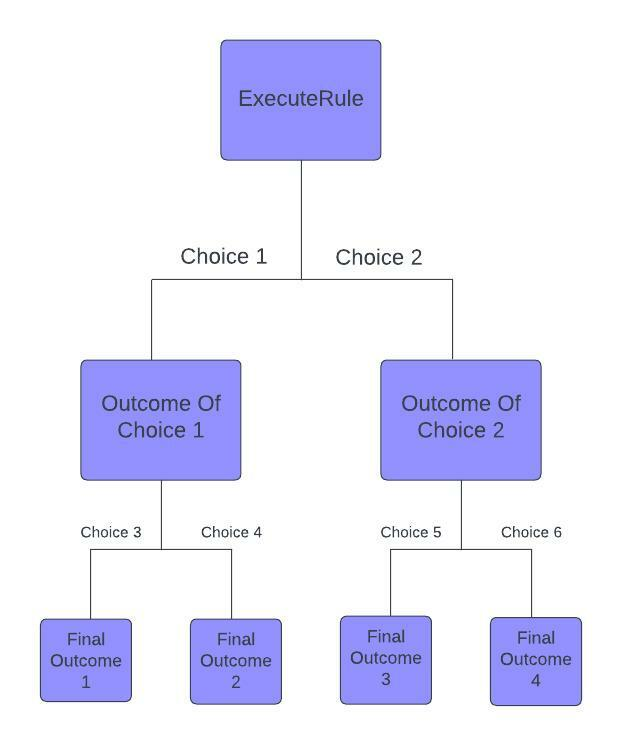 ExecuteRule
Choice 1
Choice 2
Outcome Of
Choice 1
Outcome Of
Choice 2
Choice 3
Choice 4
Choice 5
Choice 6
Final
Outcome
1
Final
Outcome
2
Final
Outcome
3
Final
Outcome
4